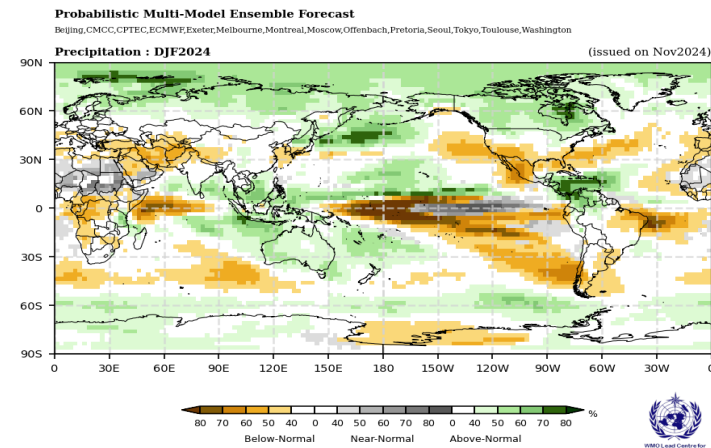 Probabilistic Multi-Model Ensemble Forecast
Beijing,CMCC,CPTEC,ECMWF,Exeter,Melbourne,Montreal,Moscow,Offenbach,Pretoria,Seoul,Tokyo,Toulouse,Washington
Precipitation : DJF2024 (issued on Nov2024)
90N
60N
30N
0
30S
60S
90S
0 30E 60E 90E 120E 150E 180 150W 120W 90W 60W 30W 0
80 70 60 50 40 0 40 50 60 70 80 0 40 50 60 70 80 %
Below-Normal Near-Normal Above-Normal
WMO Lead Centre for